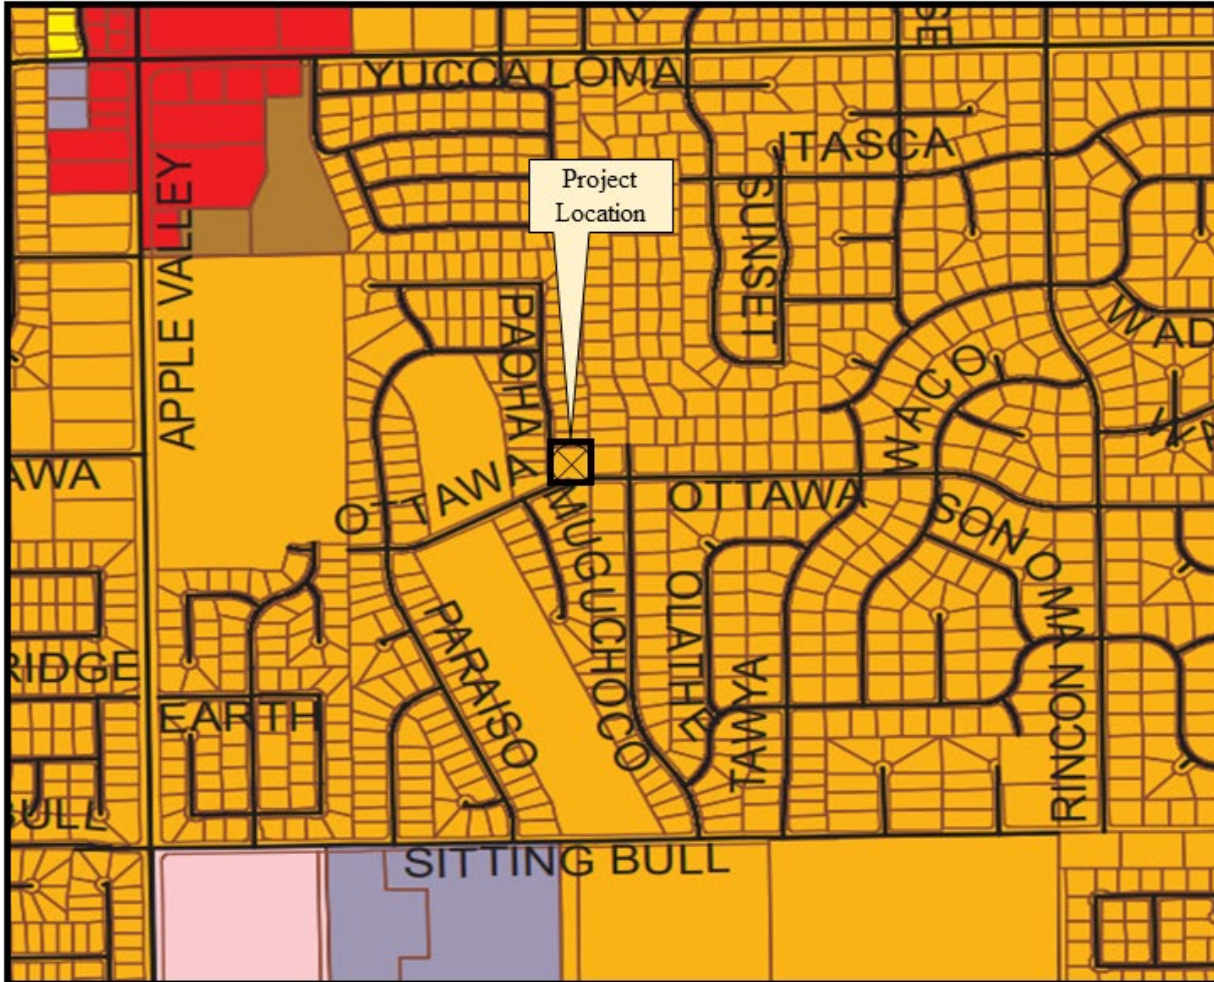 YUCCA LOMA
ITASCA
Project
Location
SUNSET
APPLE VALLEY
PAOHA
WACO
WAD
AWA
OTTAWA
OTTAWA
SONOMA
MUGUCHOCO
OLATHE
PARAISO
RIDGE
EARTH
TAWYA
RINCON
BULL
SITTING BULL